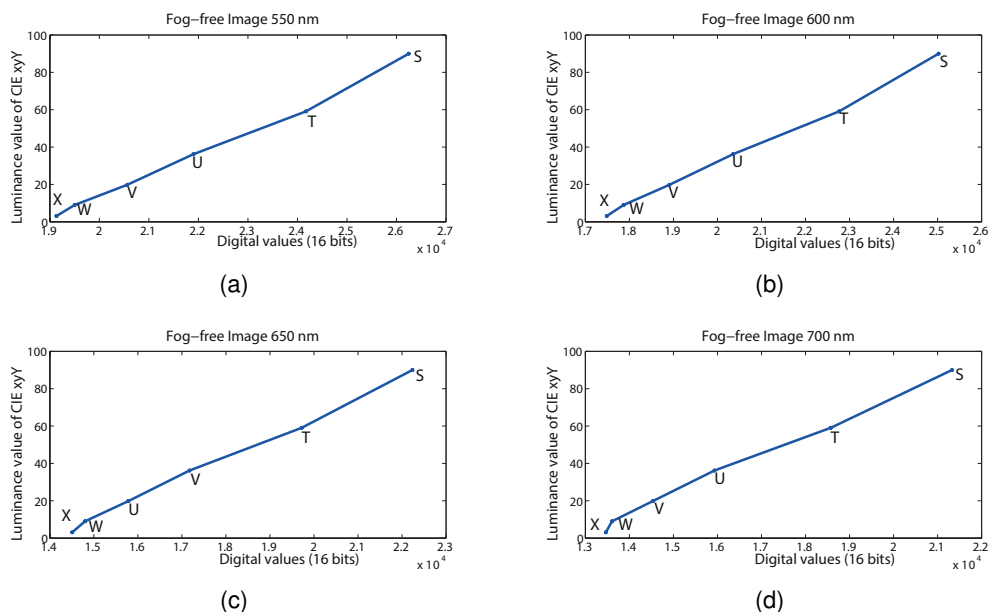 Fog-free Image 550 nm
Luminance value of CIE xyY
100
80
60
40
20
0
S
T
U
V
W
X
1.9 2 2.1 2.2 2.3 2.4 2.5 2.6 2.7
Digital values (16 bits)
x 10^4
(a)
Fog-free Image 600 nm
Luminance value of CIE xyY
100
80
60
40
20
0
S
T
U
V
W
X
1.7 1.8 1.9 2 2.1 2.2 2.3 2.4 2.5 2.6
Digital values (16 bits)
x 10^4
(b)
Fog-free Image 650 nm
Luminance value of CIE xyY
100
80
60
40
20
0
S
T
V
U
W
X
1.4 1.5 1.6 1.7 1.8 1.9 2 2.1 2.2 2.3
Digital values (16 bits)
x 10^4
(c)
Fog-free Image 700 nm
Luminance value of CIE xyY
100
80
60
40
20
0
S
T
U
V
W
X
1.3 1.4 1.5 1.6 1.7 1.8 1.9 2 2.1 2.2
Digital values (16 bits)
x 10^4
(d)